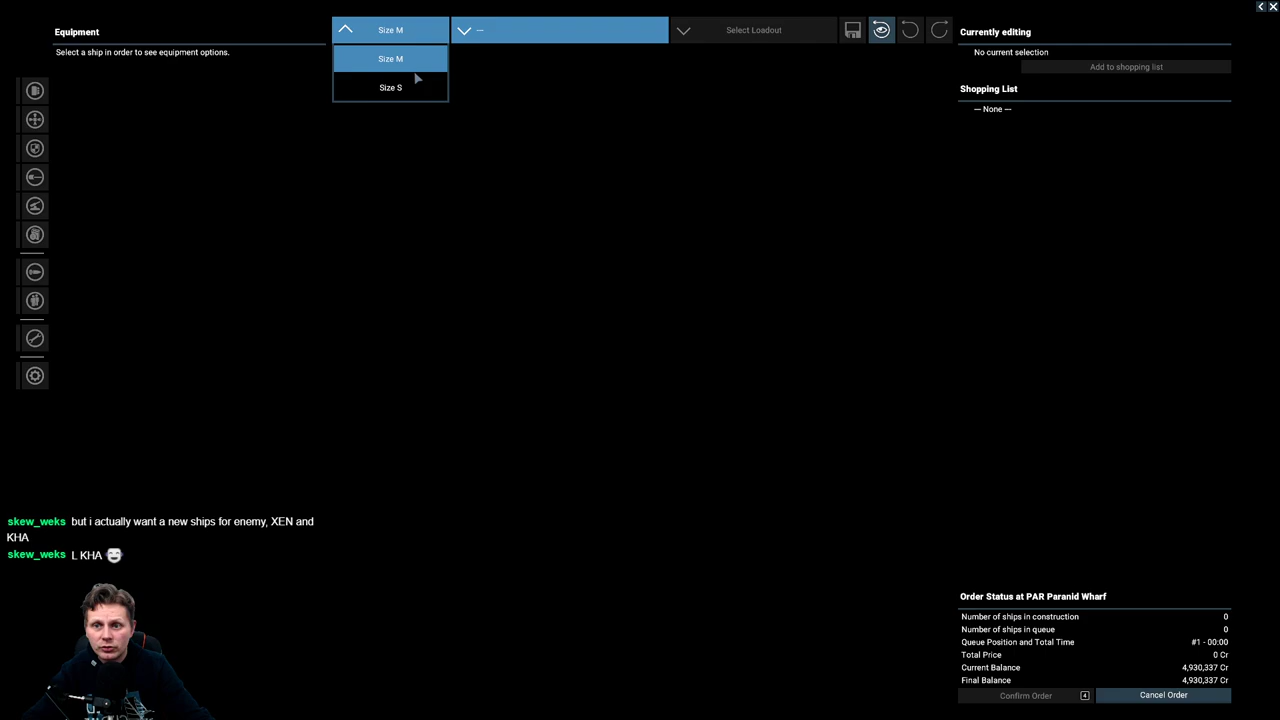 Equipment
Select a ship in order to see equipment options.
Size M
Size M
Size S
--
Select Loadout
Currently editing
No current selection
Add to shopping list
Shopping List
— None —
skew_weks but i actually want a new ships for enemy, XEN and
KHA
skew_weks L KHA
Order Status at PAR Paranid Wharf
Number of ships in construction 0
Number of ships in queue 0
Queue Position and Total Time #1 - 00:00
Total Price 0 Cr
Current Balance 4,930,337 Cr
Final Balance 4,930,337 Cr
Confirm Order 4
Cancel Order